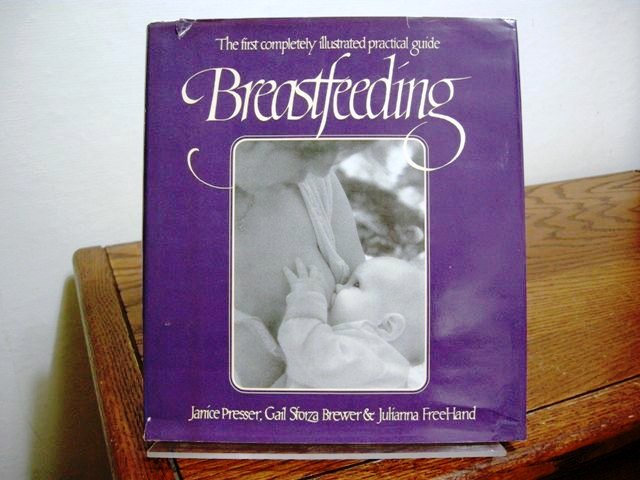 The first completely illustrated practical guide
Breastfeeding
Janice Presser, Gail Sforza Brewer & Julianna FreeHand